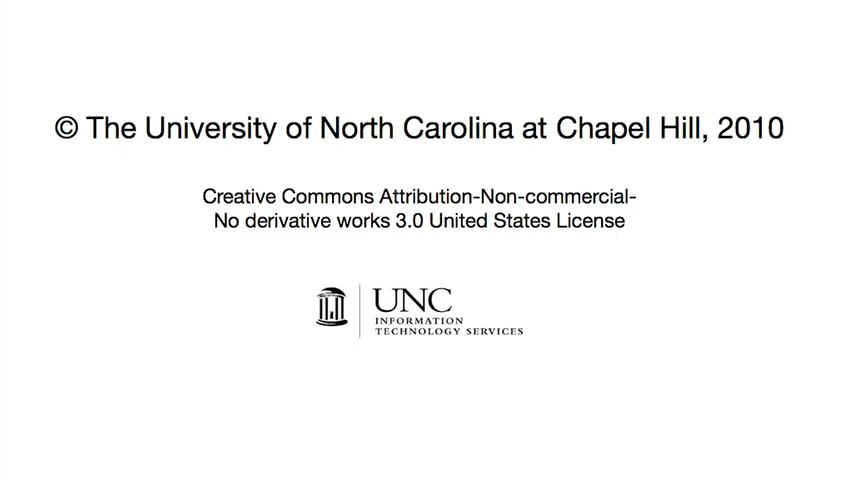 © The University of North Carolina at Chapel Hill, 2010
Creative Commons Attribution-Non-commercial-
No derivative works 3.0 United States License
UNC
INFORMATION
TECHNOLOGY SERVICES